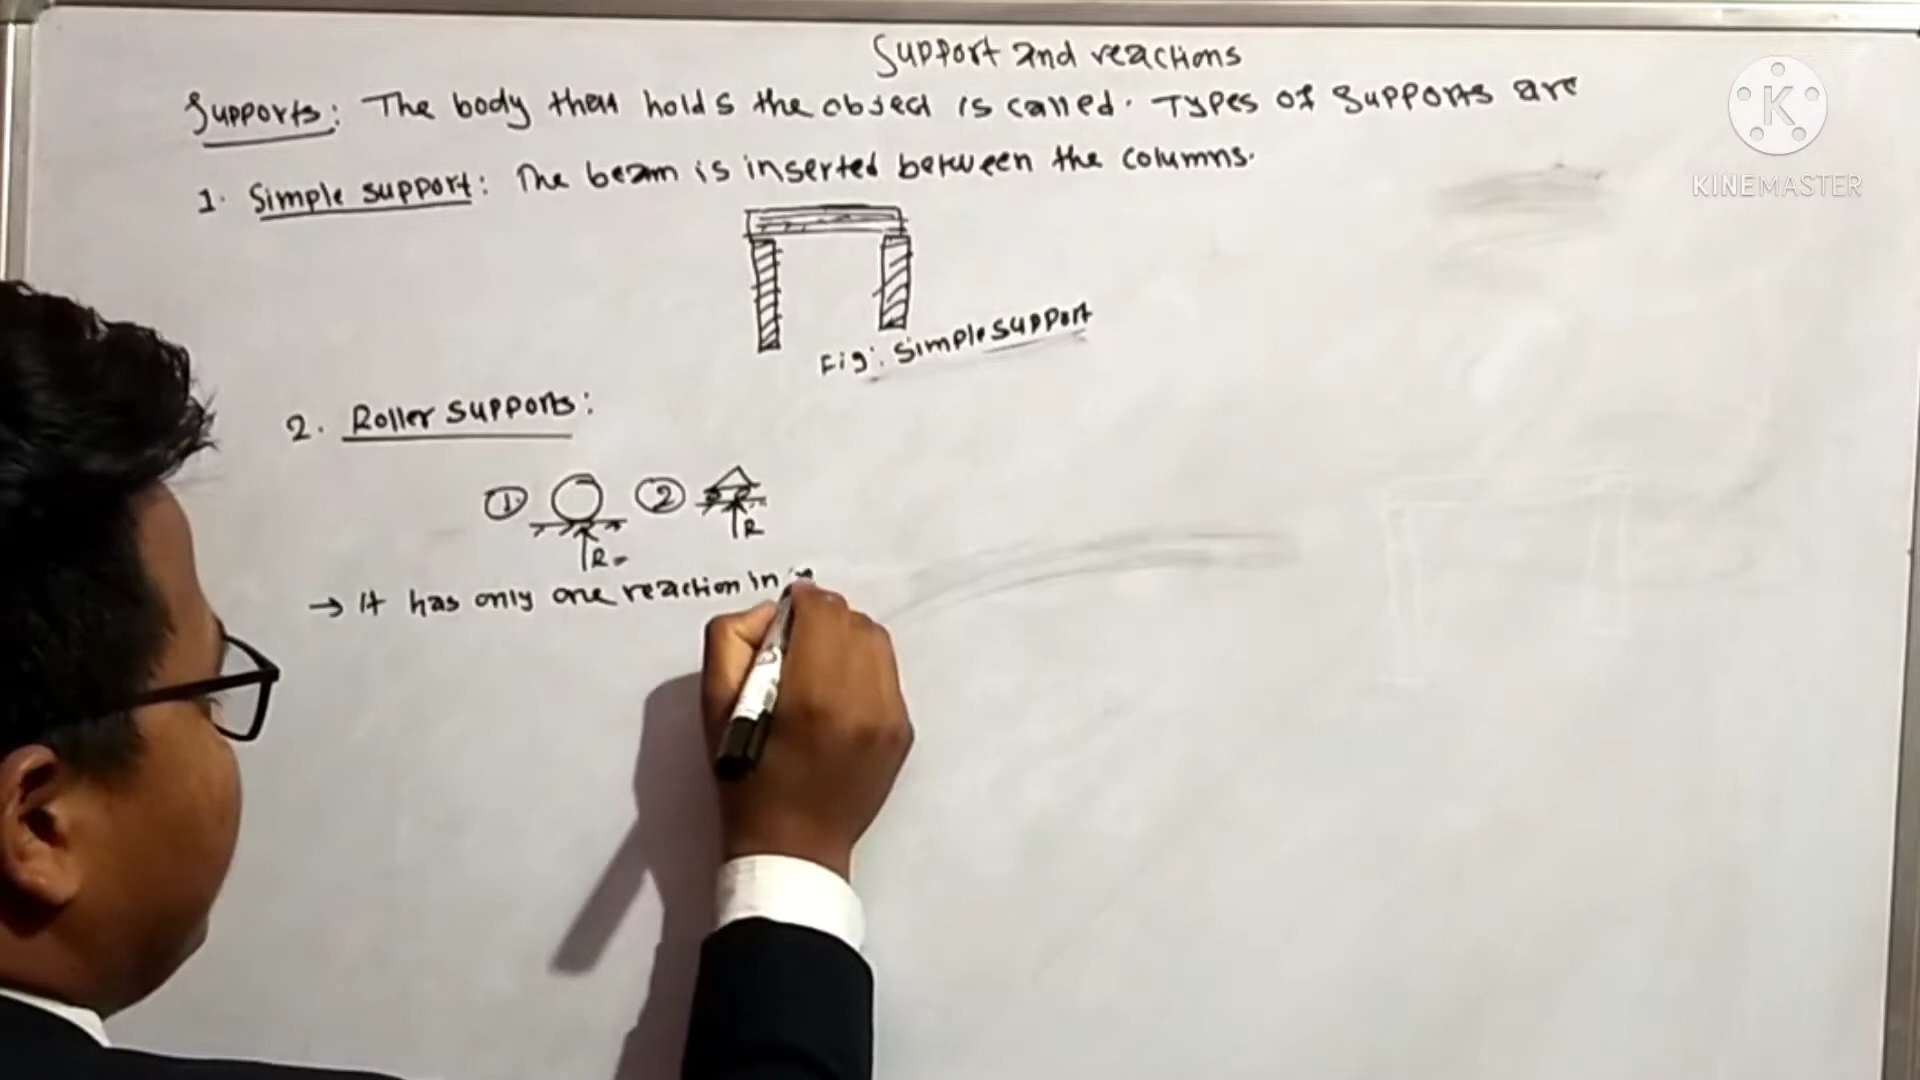 Support and reactions
Supports: The body that holds the object is called. Types of supports are
KINEMASTER
1. Simple support: The beam is inserted between the columns.
Fig: Simple support
2. Roller supports:
① ②
R R
→ It has only one reaction in